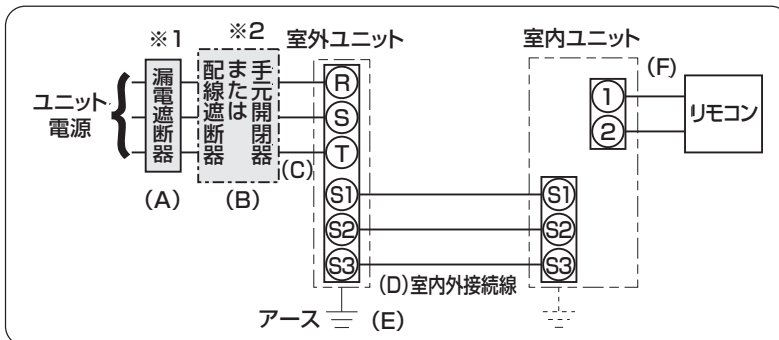 ※1
※2
室外ユニット
室内ユニット
ユニット
電源
漏電遮断器
手元開閉器
または
配線遮断器
(A)
(B)
(C)
R
S
T
S1
S2
S3
(D)室内外接続線
アース
(E)
1
2
(F)
リモコン
S1
S2
S3